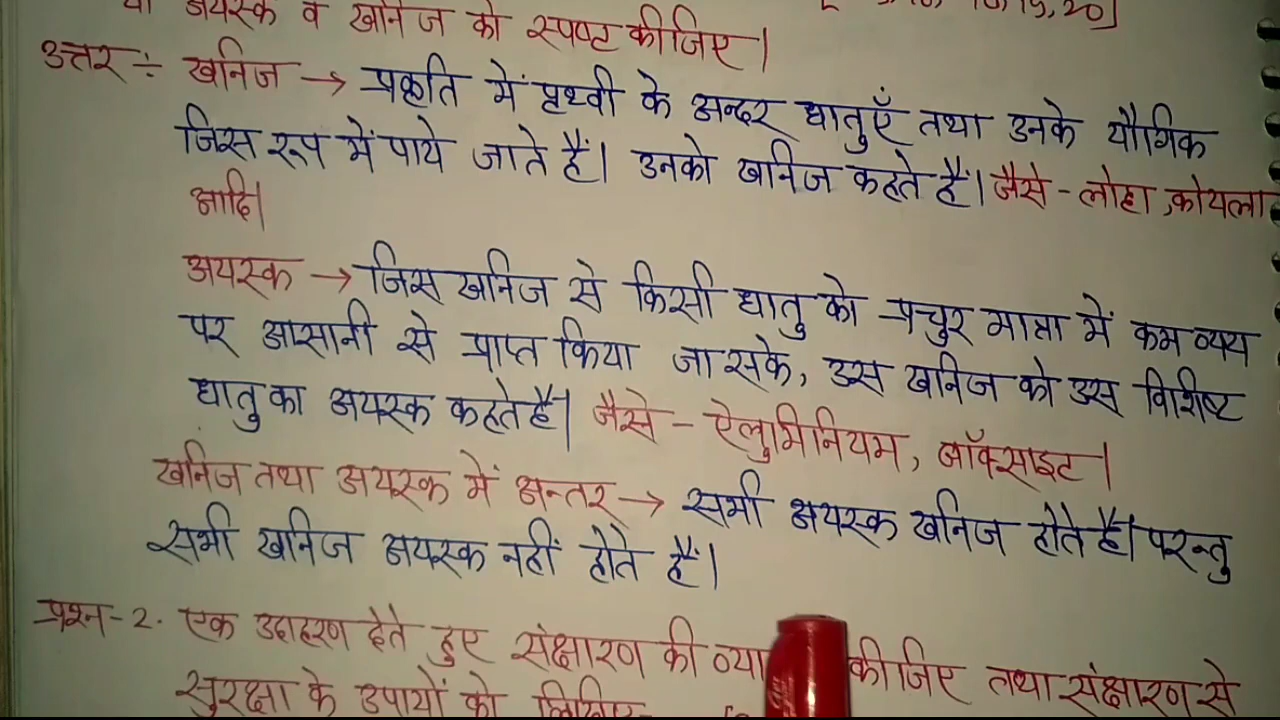 या अयस्क व खनिज को स्पष्ट कीजिए।
उत्तर ÷ खनिज → प्रकृति में पृथ्वी के अन्दर धातुएँ तथा उनके यौगिक
जिस रूप में पाये जाते हैं। उनको खनिज कहते हैं। जैसे - लोहा, कोयला
आदि।
अयस्क → जिस खनिज से किसी धातु को प्रचुर मात्रा में कम व्यय
पर आसानी से प्राप्त किया जा सके, उस खनिज को उस विशिष्ट
धातु का अयस्क कहते है। जैसे - ऐलुमिनियम, बॉक्साइट।
खनिज तथा अयस्क में अन्तर → सभी अयस्क खनिज होते है। परन्तु
सभी खनिज अयस्क नहीं होते हैं।
प्रश्न-2. एक उदाहरण देते हुए संक्षारण की व्या कीजिए तथा संक्षारण से
सुरक्षा के उपायों को लिखिए